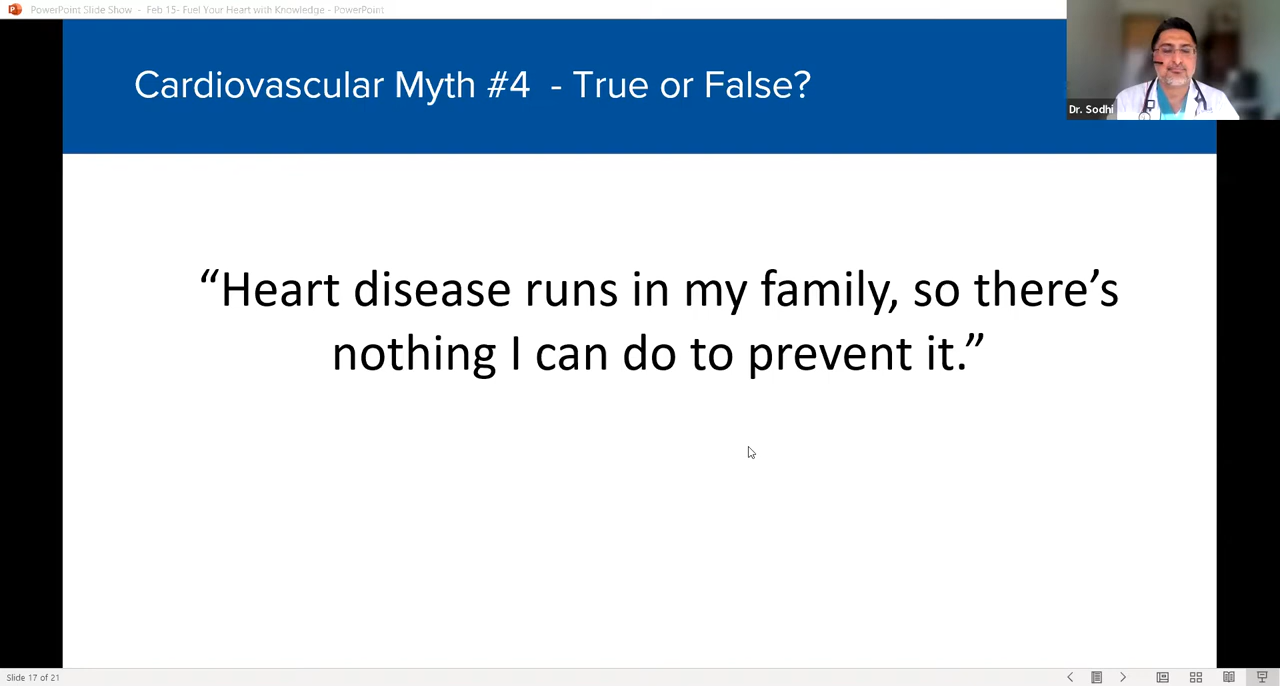 PowerPoint Slide Show - Feb 15- Fuel Your Heart with Knowledge - PowerPoint
Cardiovascular Myth #4 - True or False?
Dr. Sodhi
“Heart disease runs in my family, so there’s
nothing I can do to prevent it.”
Slide 17 of 21